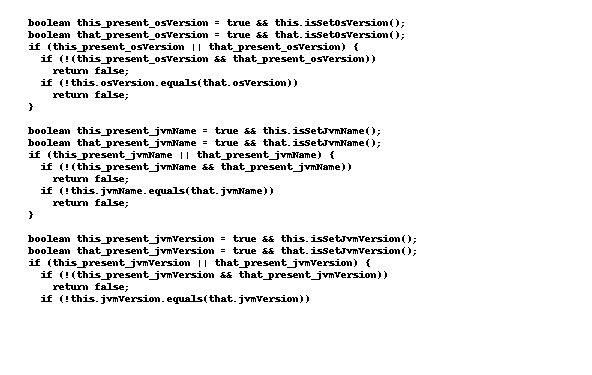 boolean this_present_osVersion = true && this.isSetOsVersion();
boolean that_present_osVersion = true && that.isSetOsVersion();
if (this_present_osVersion || that_present_osVersion) {
if (!(this_present_osVersion && that_present_osVersion))
return false;
if (!this.osVersion.equals(that.osVersion))
return false;
}
boolean this_present_jvmName = true && this.isSetJvmName();
boolean that_present_jvmName = true && that.isSetJvmName();
if (this_present_jvmName || that_present_jvmName) {
if (!(this_present_jvmName && that_present_jvmName))
return false;
if (!this.jvmName.equals(that.jvmName))
return false;
}
boolean this_present_jvmVersion = true && this.isSetJvmVersion();
boolean that_present_jvmVersion = true && that.isSetJvmVersion();
if (this_present_jvmVersion || that_present_jvmVersion) {
if (!(this_present_jvmVersion && that_present_jvmVersion))
return false;
if (!this.jvmVersion.equals(that.jvmVersion))